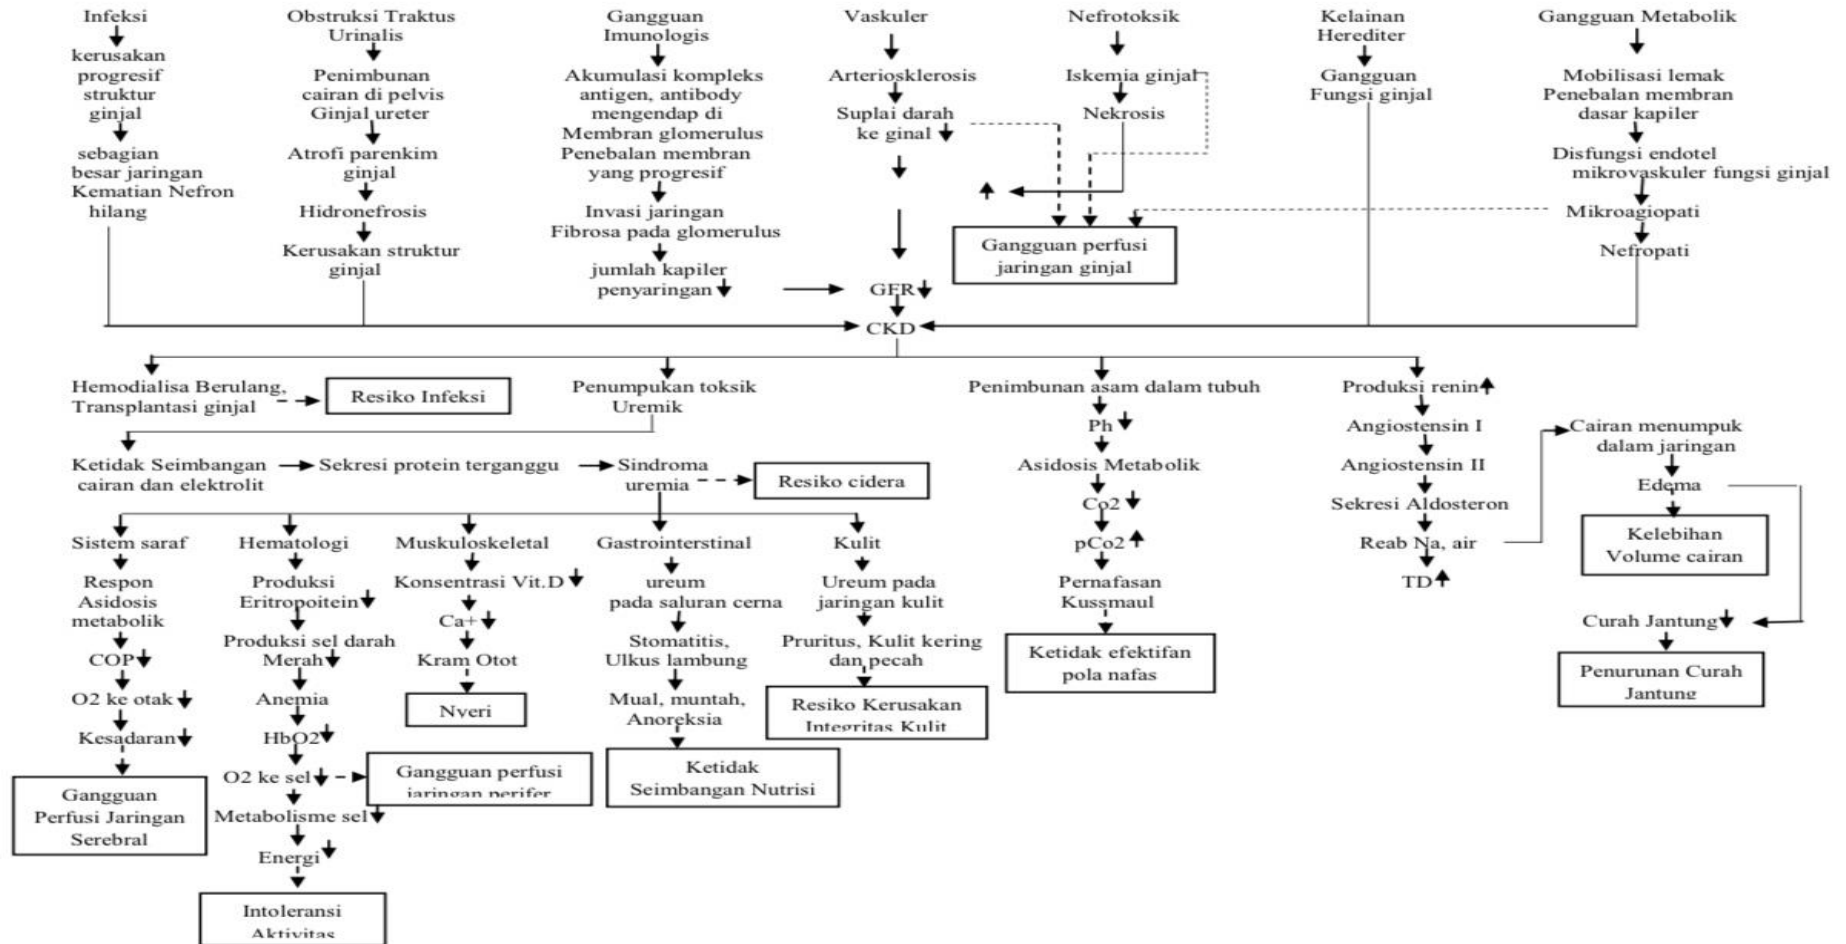 Infeksi
kerusakan
progresif
struktur
ginjal
sebagian
besar jaringan
Kematian Nefron
hilang
Obstruksi Traktus
Urinalis
Penimbunan
cairan di pelvis
Ginjal ureter
Atrofi parenkim
ginjal
Hidronefrosis
Kerusakan struktur
ginjal
Gangguan
Imunologis
Akumulasi kompleks
antigen, antibody
mengendap di
Membran glomerulus
Penebalan membran
yang progresif
Invasi jaringan
Fibrosa pada glomerulus
jumlah kapiler
penyaringan
Vaskuler
Arteriosklerosis
Suplai darah
ke ginal
GFR
CKD
Nefrotoksik
Iskemia ginjal
Nekrosis
Gangguan perfusi
jaringan ginjal
Kelainan
Herediter
Gangguan
Fungsi ginjal
Gangguan Metabolik
Mobilisasi lemak
Penebalan membran
dasar kapiler
Disfungsi endotel
mikrovaskuler fungsi ginjal
Mikroagiopati
Nefropati
Hemodialisa Berulang,
Transplantasi ginjal
Resiko Infeksi
Penumpukan toksik
Uremik
Ketidak Seimbangan
cairan dan elektrolit
Sekresi protein terganggu
Sindroma
uremia
Resiko cidera
Sistem saraf
Respon
Asidosis
metabolik
COP
O2 ke otak
Kesadaran
Gangguan
Perfusi Jaringan
Serebral
Hematologi
Produksi
Eritropoitein
Produksi sel darah
Merah
Anemia
HbO2
O2 ke sel
Gangguan perfusi
jaringan perifer
Metabolisme sel
Energi
Intoleransi
Aktivitas
Muskuloskeletal
Konsentrasi Vit.D
Ca+
Kram Otot
Nyeri
Gastrointerstinal
ureum
pada saluran cerna
Stomatitis,
Ulkus lambung
Mual, muntah,
Anoreksia
Ketidak
Seimbangan Nutrisi
Kulit
Ureum pada
jaringan kulit
Pruritus, Kulit kering
dan pecah
Resiko Kerusakan
Integritas Kulit
Penimbunan asam dalam tubuh
Ph
Asidosis Metabolik
Co2
pCo2
Pernafasan
Kussmaul
Ketidak efektifan
pola nafas
Produksi renin
Angiostensin I
Angiostensin II
Sekresi Aldosteron
Reab Na, air
TD
Cairan menumpuk
dalam jaringan
Edema
Kelebihan
Volume cairan
Curah Jantung
Penurunan Curah
Jantung